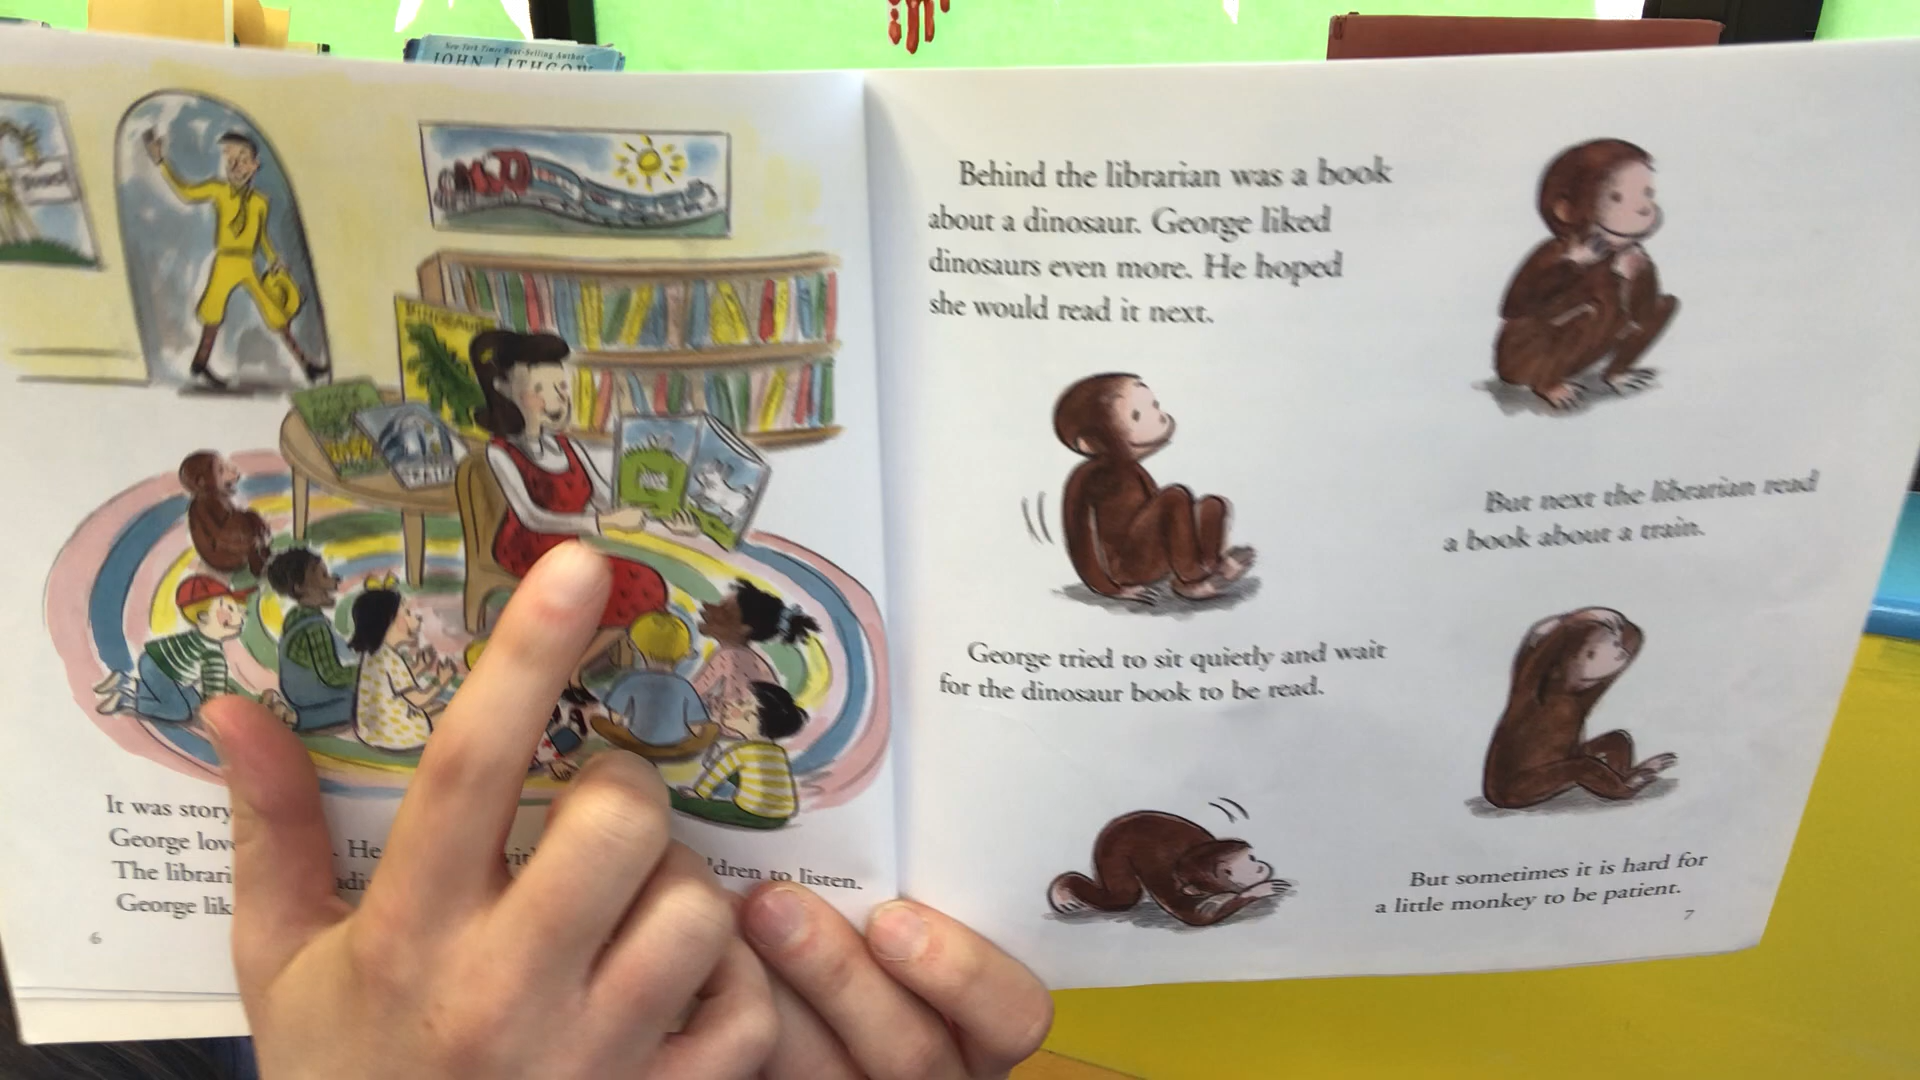 New York Times Best-Selling Author
JOHN LITHGOW
DINOSAURS
It was story
George lov . He
The librari
dren to listen.
George lik
6
Behind the librarian was a book
about a dinosaur. George liked
dinosaurs even more. He hoped
she would read it next.
George tried to sit quietly and wait
for the dinosaur book to be read.
But next the librarian read
a book about a train.
But sometimes it is hard for
a little monkey to be patient.
7